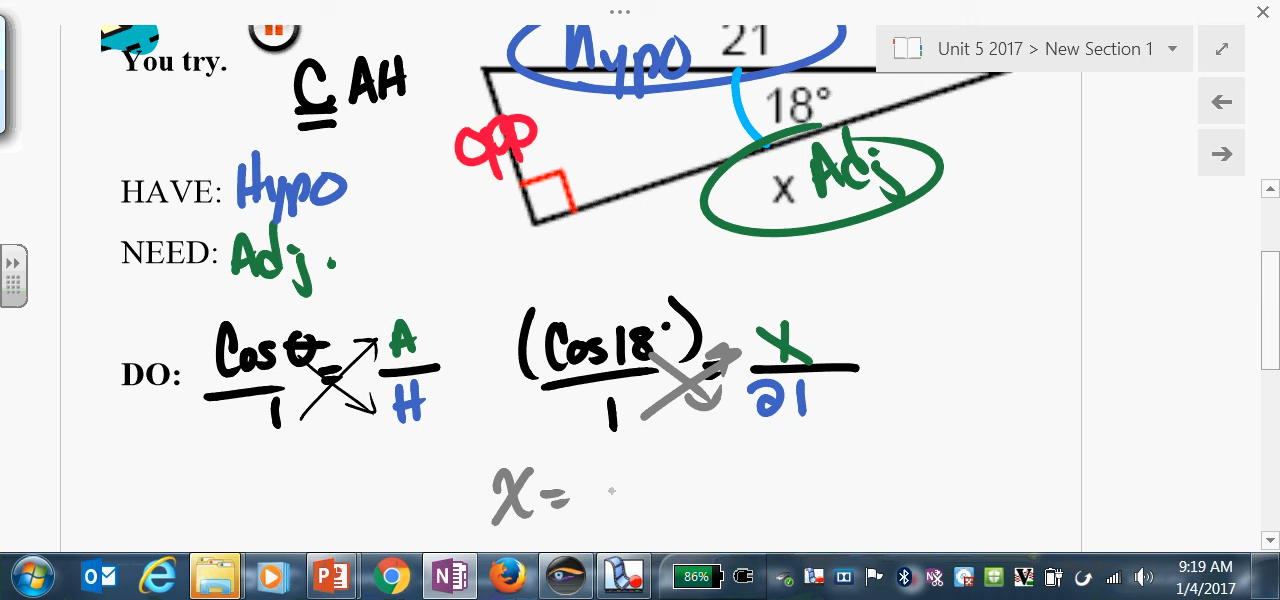 You try.
hypo 21
Unit 5 2017 > New Section 1
C AH
18°
opp
x Adj
HAVE: Hypo
NEED: Adj.
DO: Cos θ / 1 = A / H (Cos 18°) / 1 = X / 21
X =
86%
9:19 AM
1/4/2017